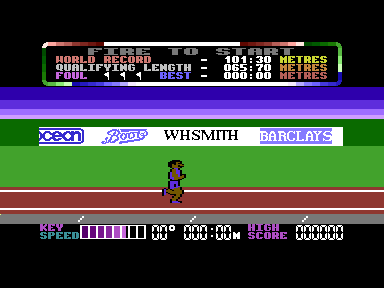 FIRE TO START
WORLD RECORD - 101:30 METRES
QUALIFYING LENGTH - 065:70 METRES
FOUL BEST - 000:00 METRES
ocean Boots WHSMITH BARCLAYS
KEY SPEED 00° 000:00M HIGH SCORE 000000